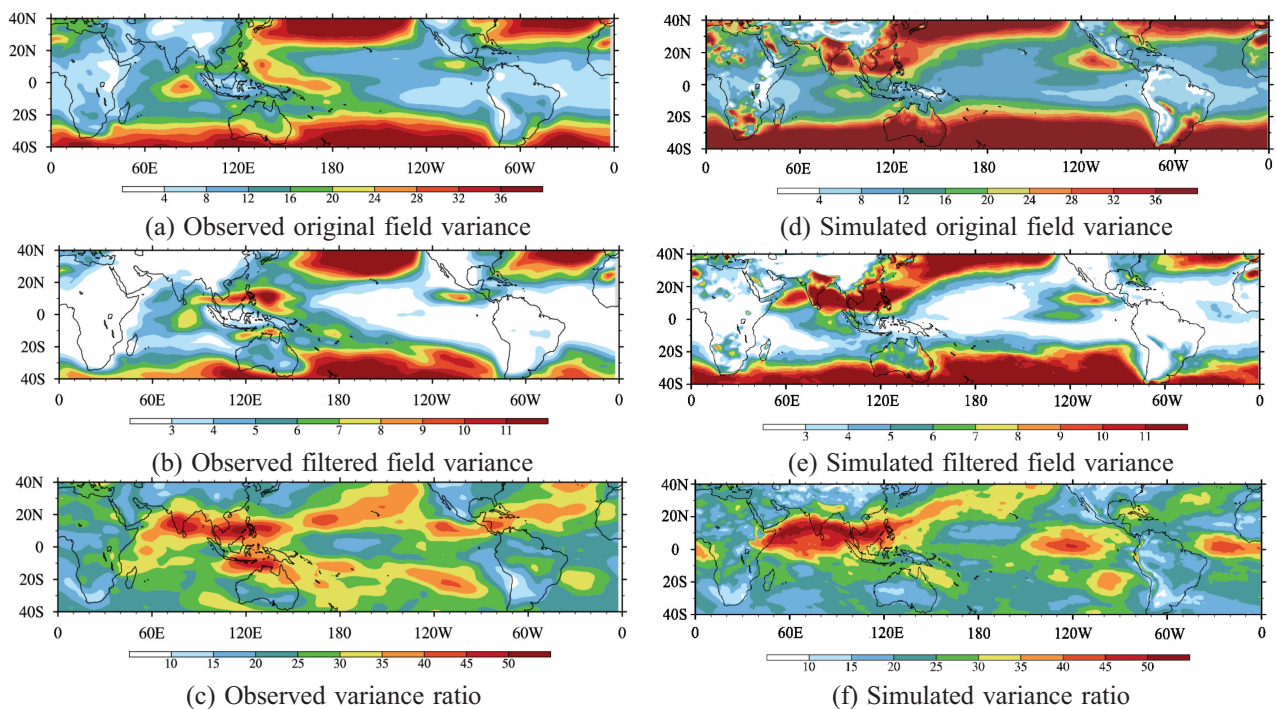 40N
20N
0
20S
40S
0 60E 120E 180 120W 60W 0
4 8 12 16 20 24 28 32 36
(a) Observed original field variance
40N
20N
0
20S
40S
0 60E 120E 180 120W 60W 0
4 8 12 16 20 24 28 32 36
(d) Simulated original field variance
40N
20N
0
20S
40S
0 60E 120E 180 120W 60W 0
3 4 5 6 7 8 9 10 11
(b) Observed filtered field variance
40N
20N
0
20S
40S
0 60E 120E 180 120W 60W 0
3 4 5 6 7 8 9 10 11
(e) Simulated filtered field variance
40N
20N
0
20S
40S
0 60E 120E 180 120W 60W 0
10 15 20 25 30 35 40 45 50
(c) Observed variance ratio
40N
20N
0
20S
40S
0 60E 120E 180 120W 60W 0
10 15 20 25 30 35 40 45 50
(f) Simulated variance ratio